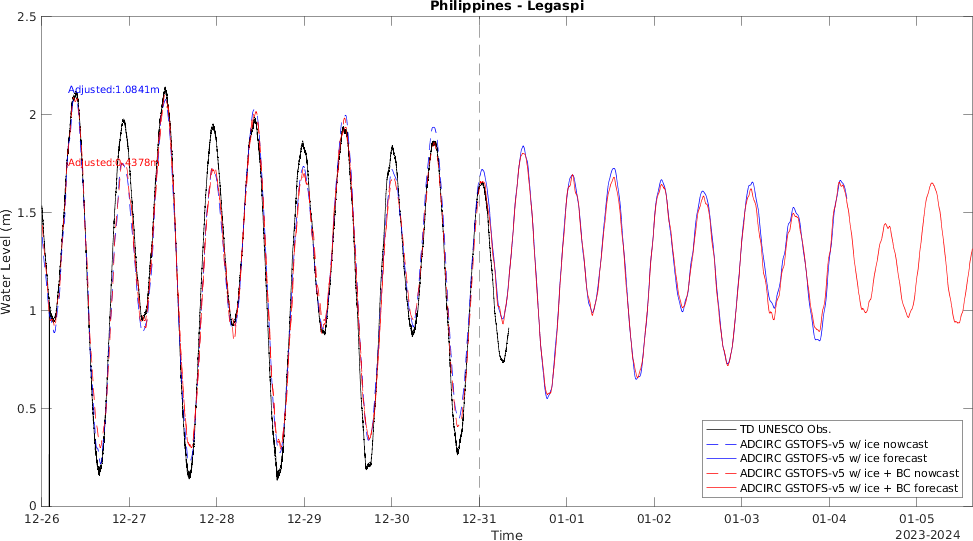 Philippines - Legaspi
2.5
2
1.5
1
0.5
0
Water Level (m)
Adjusted:1.0841m
Adjusted:0.4378m
TD UNESCO Obs.
ADCIRC GSTOFS-v5 w/ ice nowcast
ADCIRC GSTOFS-v5 w/ ice forecast
ADCIRC GSTOFS-v5 w/ ice + BC nowcast
ADCIRC GSTOFS-v5 w/ ice + BC forecast
12-26 12-27 12-28 12-29 12-30 12-31 01-01 01-02 01-03 01-04 01-05
Time
2023-2024